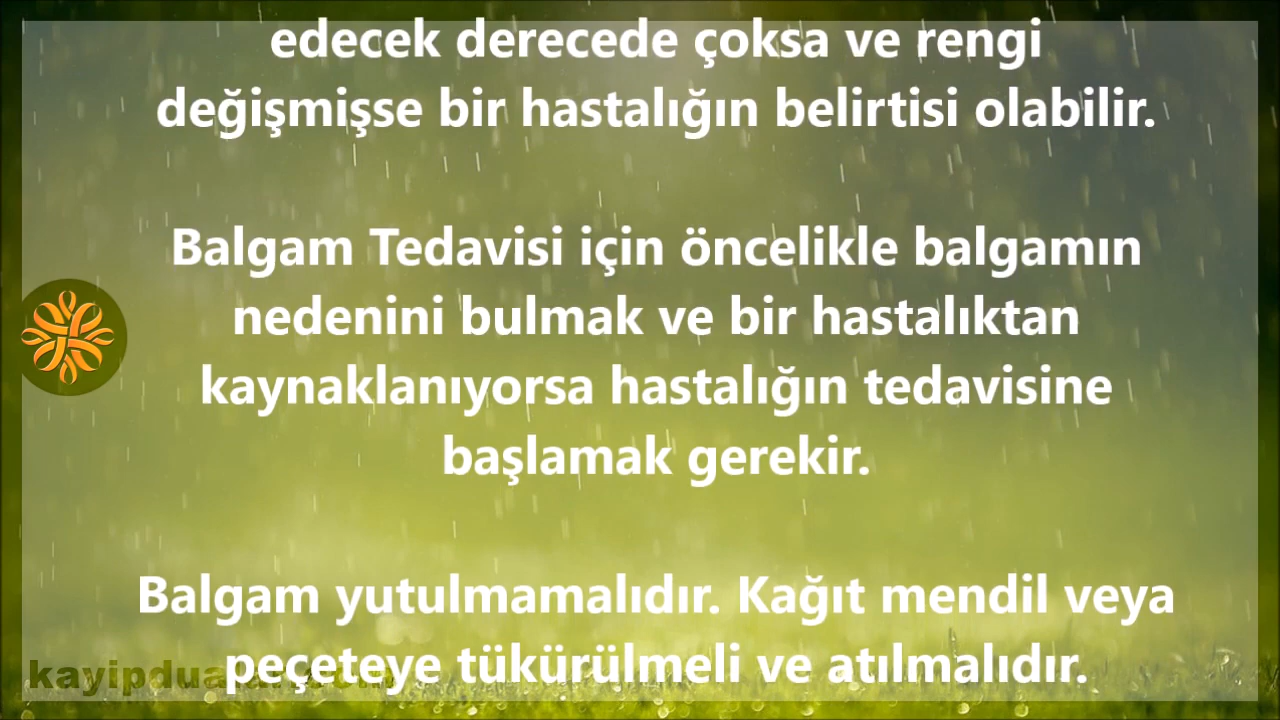 edecek derecede çoksa ve rengi
değişmişse bir hastalığın belirtisi olabilir.
Balgam Tedavisi için öncelikle balgamın
nedenini bulmak ve bir hastalıktan
kaynaklanıyorsa hastalığın tedavisine
başlamak gerekir.
Balgam yutulmamalıdır. Kağıt mendil veya
peçeteye tükürülmeli ve atılmalıdır.